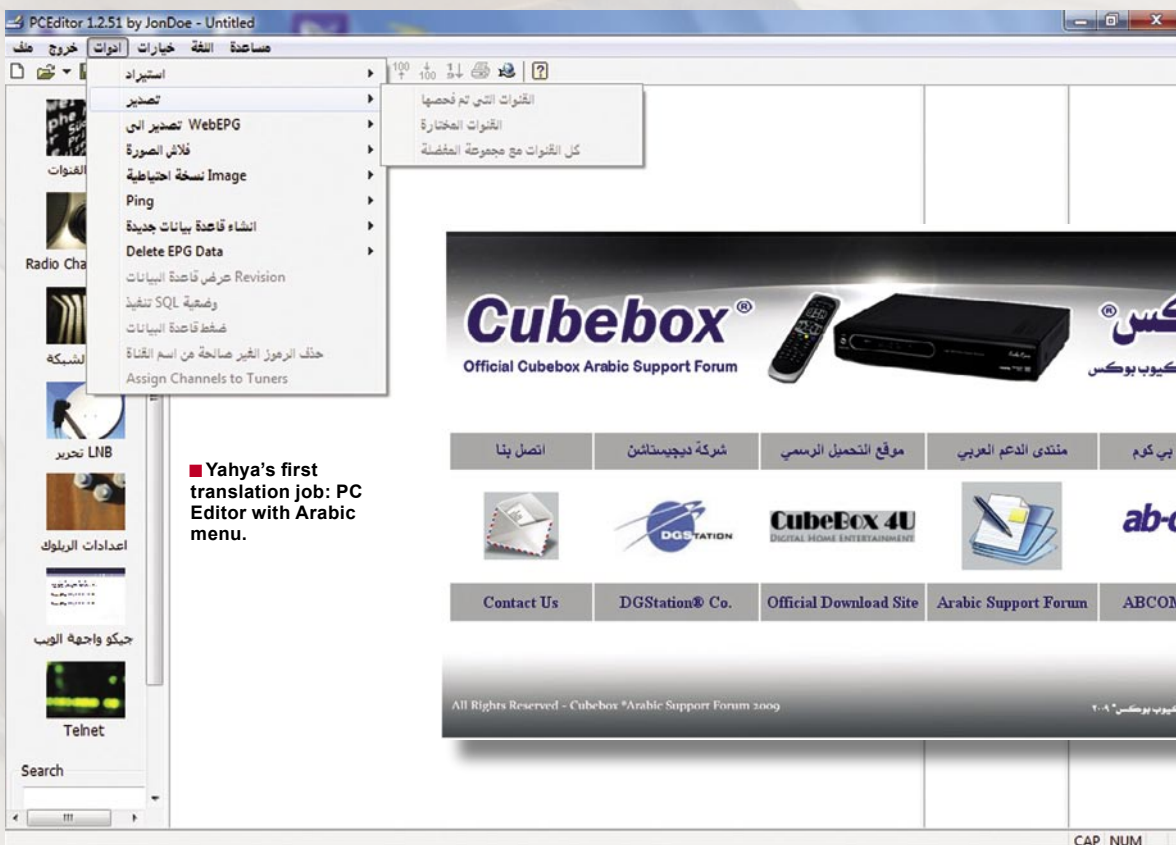 PCEditor 1.2.51 by JonDoe - Untitled
ملف خروج ادوات خيارات اللغة مساعدة
استيراد
تصدير
WebEPG تصدير الى
فلاش الصورة
Image نسخة احتياطية
Ping
انشاء قاعدة بيانات جديدة
Delete EPG Data
Revision عرض قاعدة البيانات
وضعية SQL تنفيذ
ضغط قاعدة البيانات
حذف الرموز الغير صالحة من اسم القناة
Assign Channels to Tuners
القنوات التي تم فحصها
القنوات المختارة
كل القنوات مع مجموعة المفضلة
القنوات
Radio Cha
الشبكة
LNB تحرير
اعدادات الريلوك
جيكو واجهة الويب
Telnet
Search
■ Yahya’s first
translation job: PC
Editor with Arabic
menu.
Cubebox®
Official Cubebox Arabic Support Forum
كس®
كيوب بوكس
اتصل بنا
شركة ديجيستاشن
موقع التحميل الرسمي
منتدى الدعم العربي
بي كوم
DGSTATION
CubeBox 4U
DIGITAL HOME ENTERTAINMENT
ab-c
Contact Us
DGStation® Co.
Official Download Site
Arabic Support Forum
ABCOM
All Rights Reserved - Cubebox ®Arabic Support Forum 2009
كيوب بوكس® ٢٠٠٩
CAP NUM